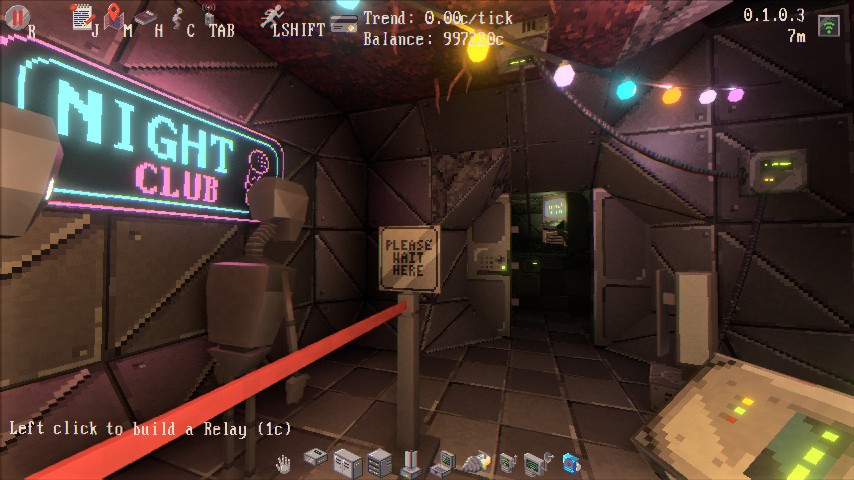 Trend: 0.00c/tick
0.1.0.3
R
J
M
H
C
TAB
LSHIFT
7m
NIGHT
CLUB
PLEASE
WAIT
HERE
Left click to build a Relay (1c)